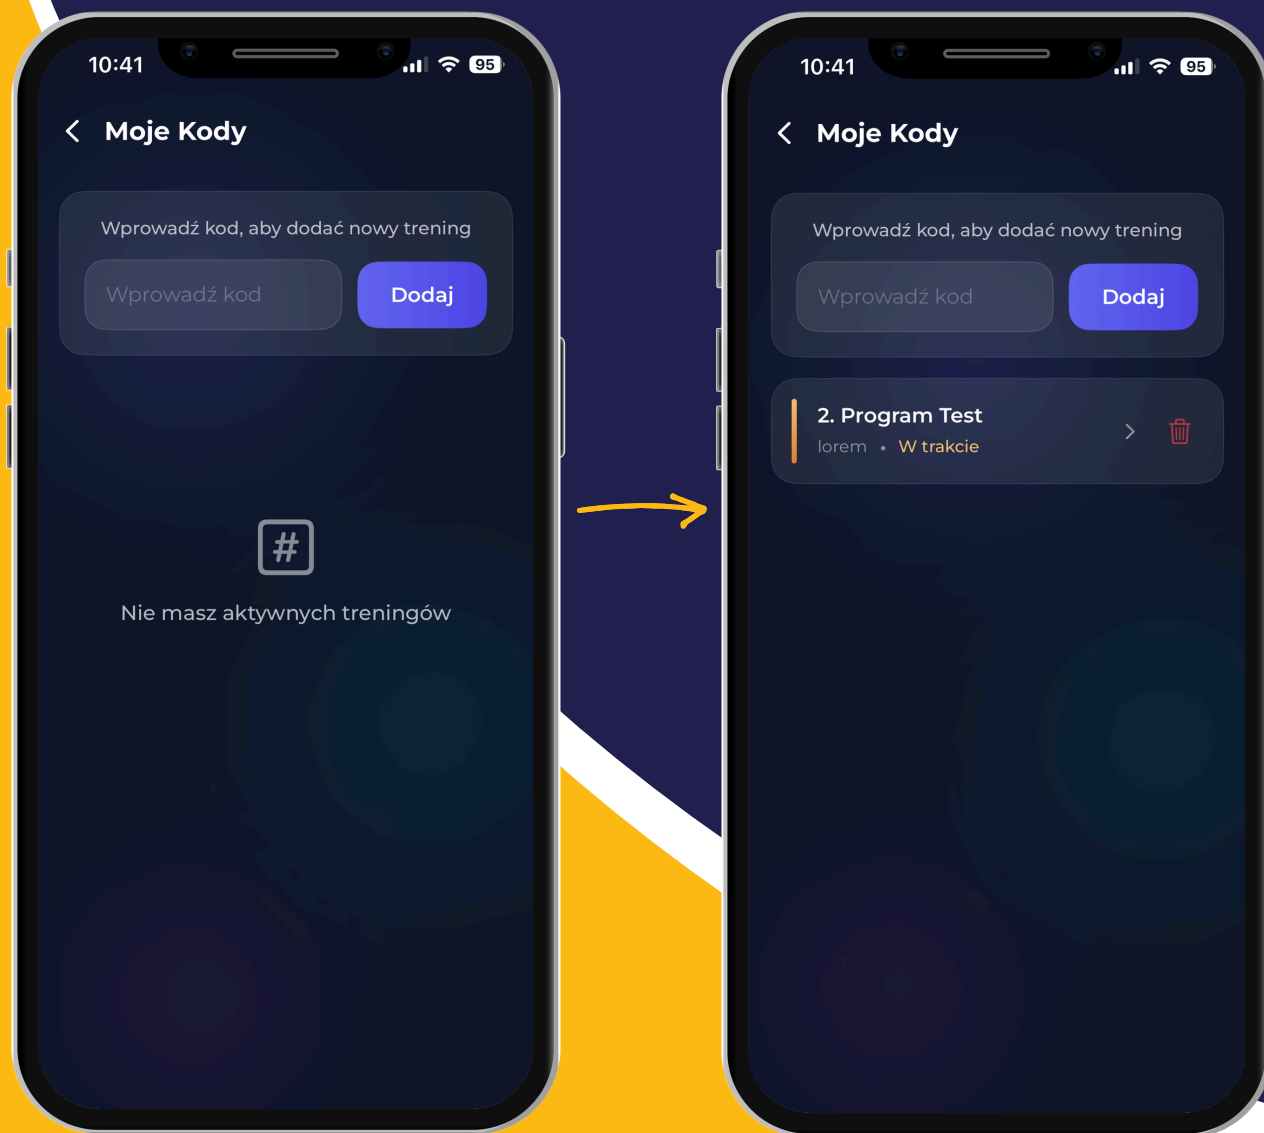 10:41
95
Moje Kody
Wprowadź kod, aby dodać nowy trening
Wprowadź kod
Dodaj
#
Nie masz aktywnych treningów
10:41
95
Moje Kody
Wprowadź kod, aby dodać nowy trening
Wprowadź kod
Dodaj
2. Program Test
lorem • W trakcie